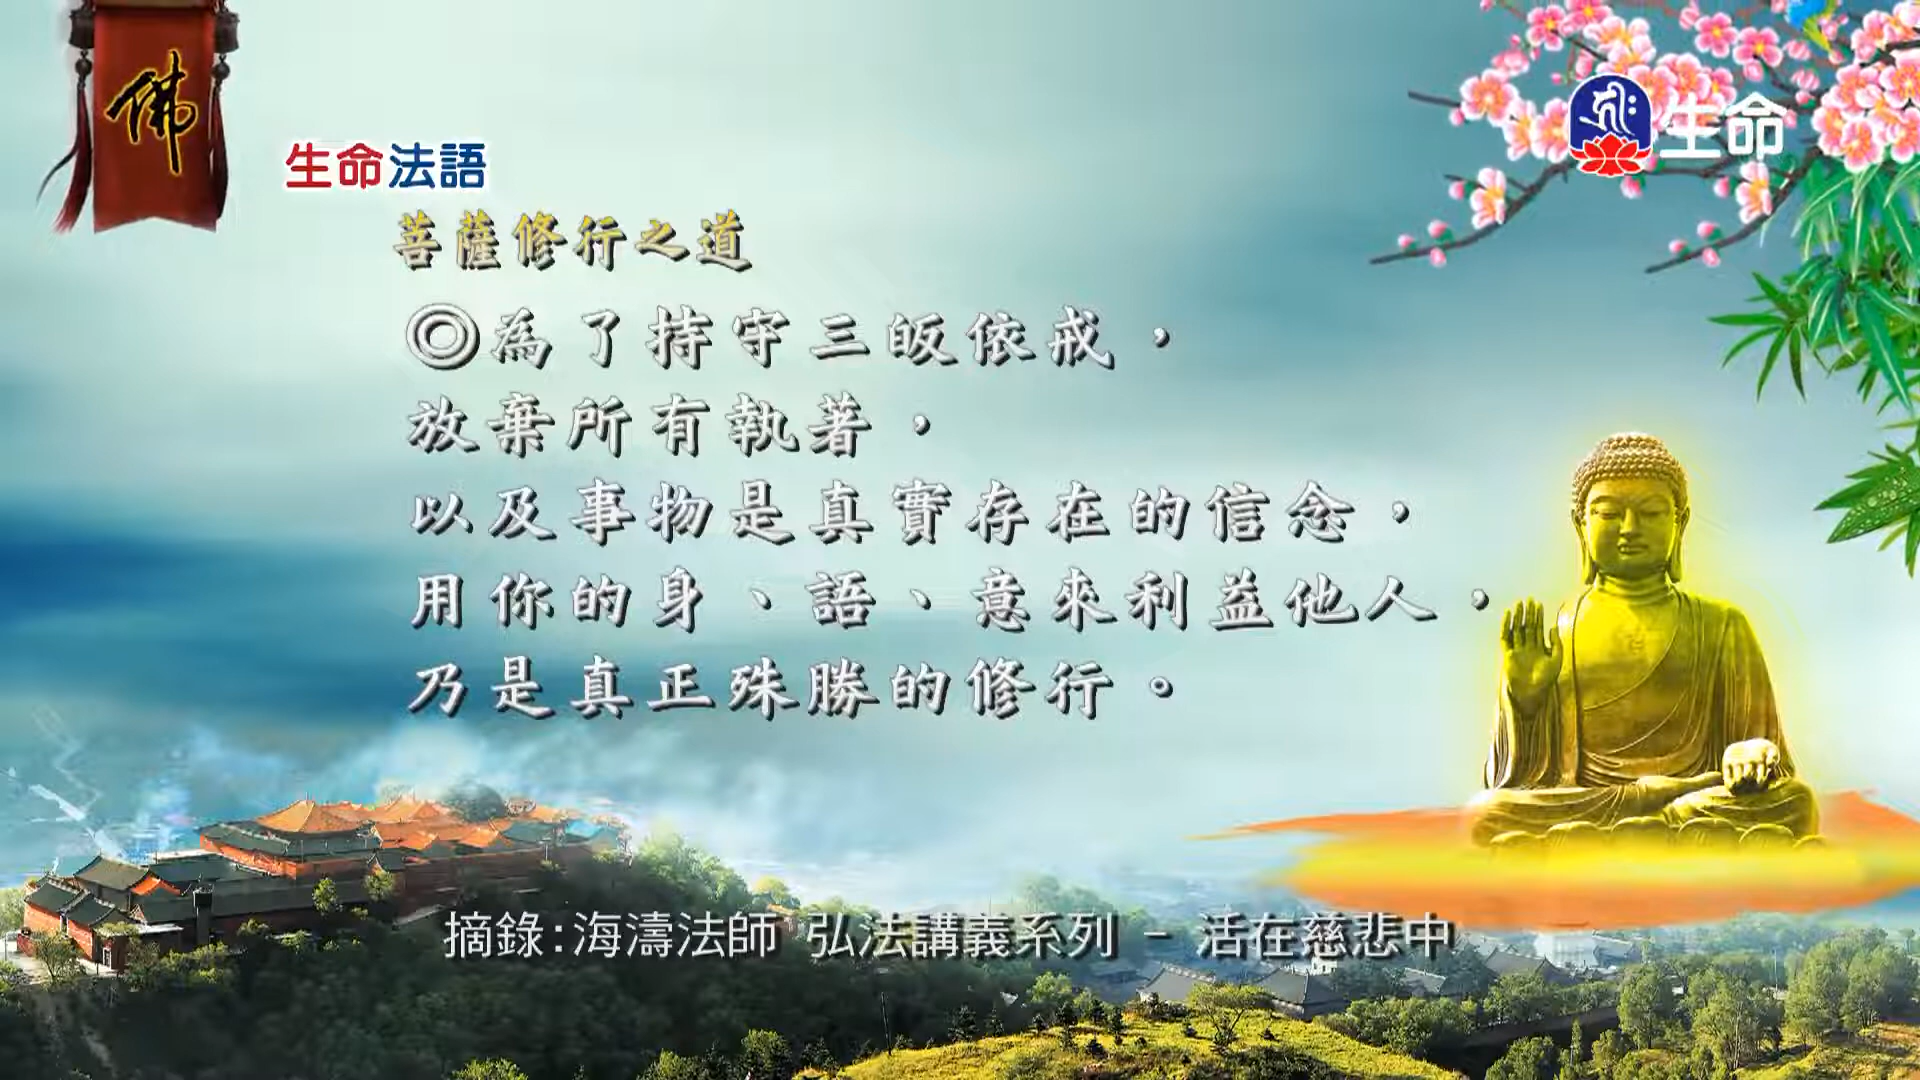 佛
生命
生命法語
菩薩修行之道
◎為了持守三皈依戒，
放棄所有執著，
以及事物是真實存在的信念，
用你的身、語、意來利益他人，
乃是真正殊勝的修行。
摘錄:海濤法師 弘法講義系列 - 活在慈悲中